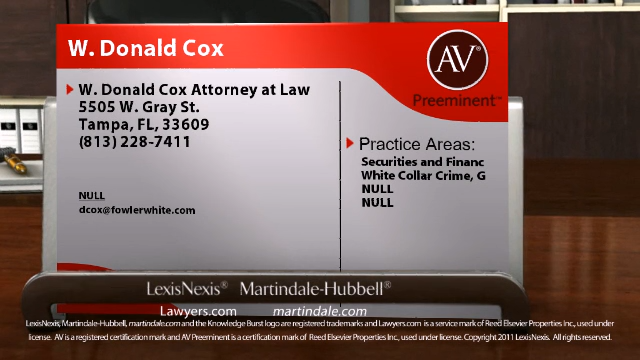 W. Donald Cox
AV®
Preeminent™
W. Donald Cox Attorney at Law
5505 W. Gray St.
Tampa, FL, 33609
(813) 228-7411
NULL
dcox@fowlerwhite.com
Practice Areas:
Securities and Financ
White Collar Crime, G
NULL
NULL
LexisNexis® Martindale-Hubbell®
Lawyers.com martindale.com
LexisNexis, Martindale-Hubbell, martindale.com and the Knowledge Burst logo are registered trademarks and Lawyers.com is a service mark of Reed Elsevier Properties Inc., used under
license. AV is a registered certification mark and AV Preeminent is a certification mark of Reed Elsevier Properties Inc., used under license. Copyright 2011 LexisNexis. All rights reserved.